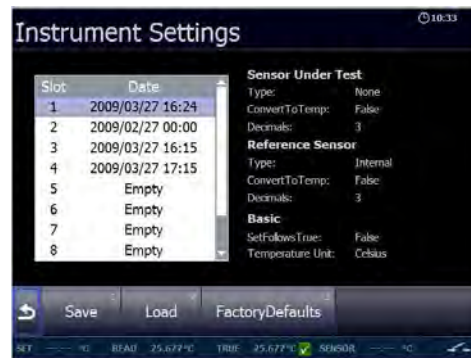 10:33
Instrument Settings
Slot Date
1 2009/03/27 16:24
2 2009/02/27 00:00
3 2009/03/27 16:15
4 2009/03/27 17:15
5 Empty
6 Empty
7 Empty
8 Empty
Sensor Under Test
Type: None
ConvertToTemp: False
Decimals: 3
Reference Sensor
Type: Internal
ConvertToTemp: False
Decimals: 3
Basic
SetFollowsTrue: False
Temperature Unit: Celsius
Save Load FactoryDefaults
SET °C READ 25.677°C TRUE 25.677°C SENSOR °C